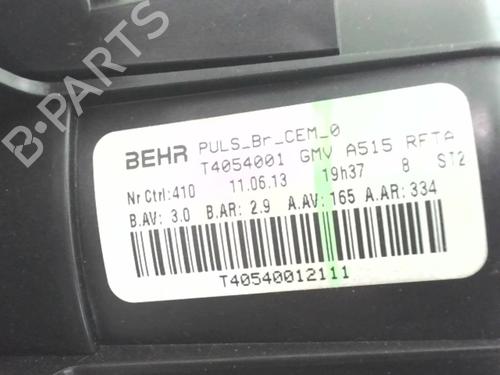 BEHR PULS_Br_CEM_0
T4054001 GMV A515 RFTA
Nr Ctrl:410 11.06.13 19h37 8 ST2
B.AV: 3.0 B.AR: 2.9 A.AV: 165 A.AR: 334
T40540012111
B-PARTS
B-PARTS